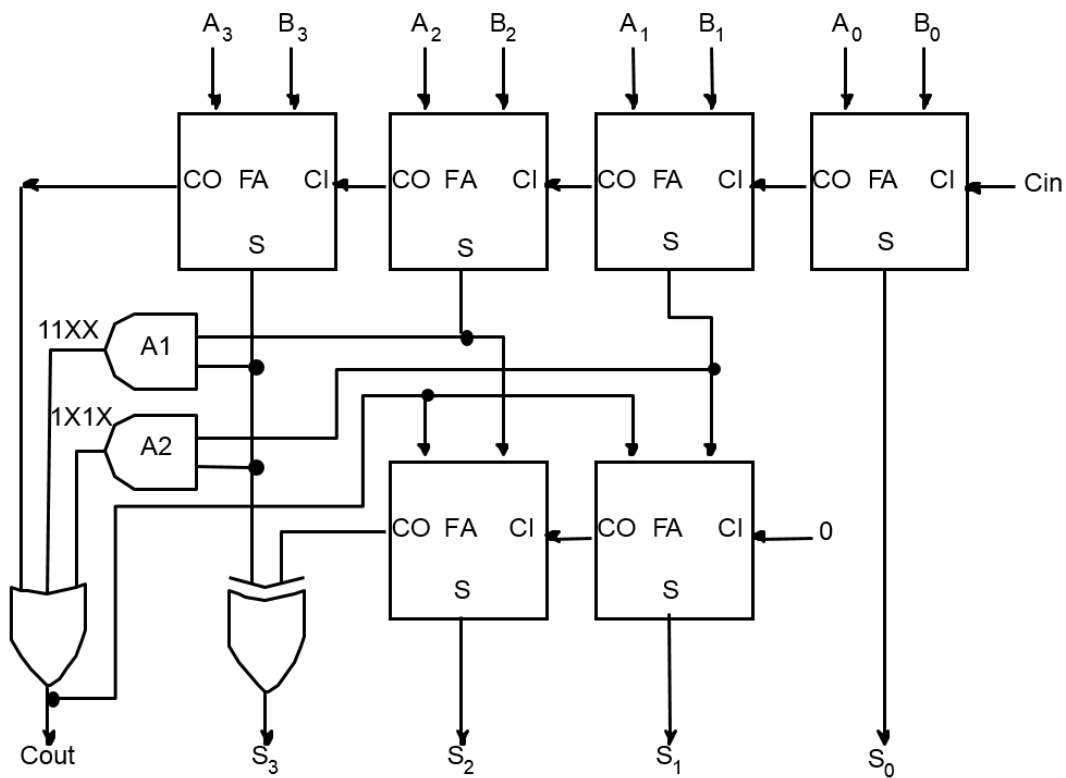 A3 B3 A2 B2 A1 B1 A0 B0
CO FA CI CO FA CI CO FA CI CO FA CI Cin
S S S S
11XX A1
1X1X A2
CO FA CI CO FA CI 0
S S
Cout S3 S2 S1 S0